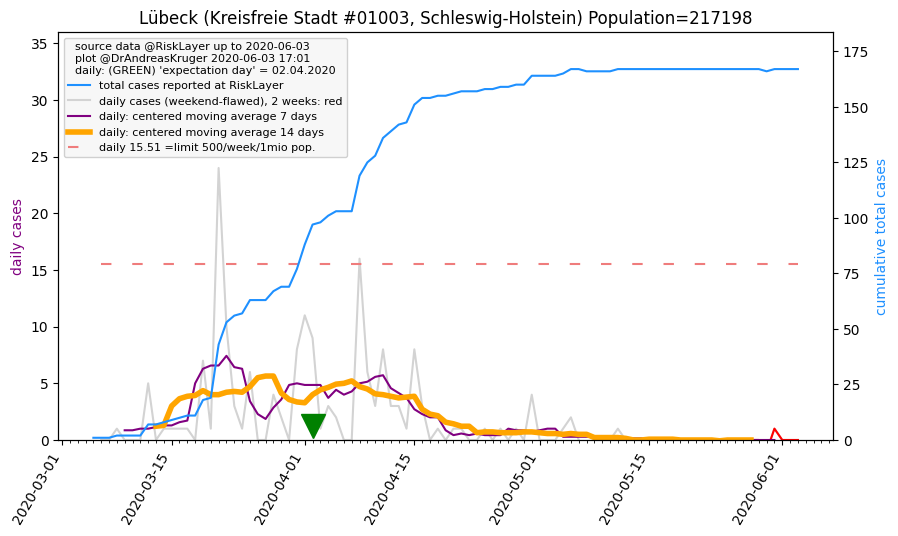 Lübeck (Kreisfreie Stadt #01003, Schleswig-Holstein) Population=217198
source data @RiskLayer up to 2020-06-03
plot @DrAndreasKruger 2020-06-03 17:01
daily: (GREEN) 'expectation day' = 02.04.2020
total cases reported at RiskLayer
daily cases (weekend-flawed), 2 weeks: red
daily: centered moving average 7 days
daily: centered moving average 14 days
daily 15.51 =limit 500/week/1mio pop.
daily cases
35
30
25
20
15
10
5
0
cumulative total cases
175
150
125
100
75
50
25
0
2020-03-01
2020-03-15
2020-04-01
2020-04-15
2020-05-01
2020-05-15
2020-06-01